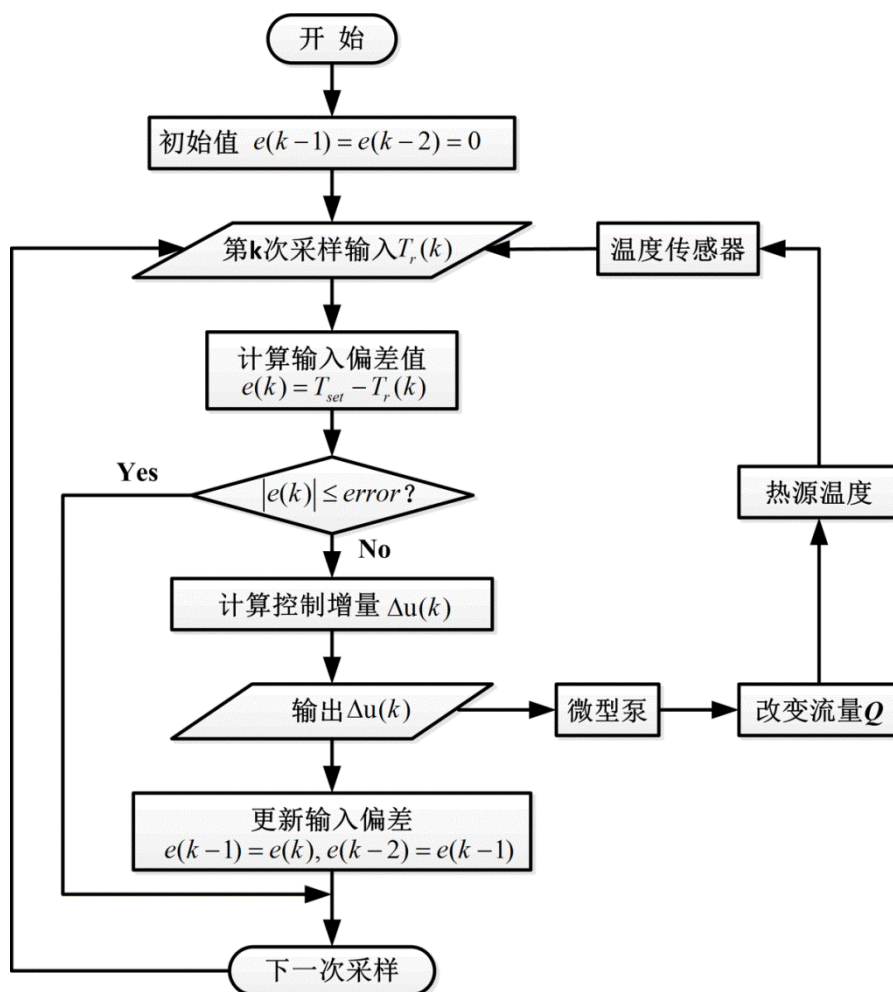 开 始
初始值 e(k−1)=e(k−2)=0
第k次采样输入T_r(k)
温度传感器
计算输入偏差值
e(k)=T_set−T_r(k)
Yes
|e(k)|≤error?
热源温度
No
计算控制增量 Δu(k)
输出Δu(k)
微型泵
改变流量Q
更新输入偏差
e(k−1)=e(k),e(k−2)=e(k−1)
下一次采样